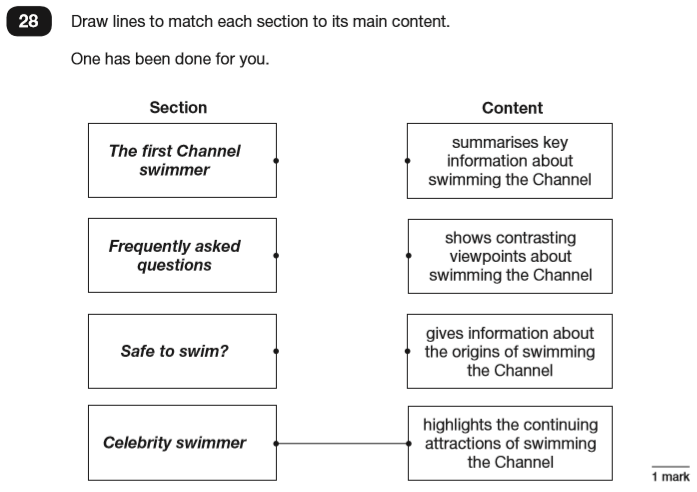 28
Draw lines to match each section to its main content.
One has been done for you.
Section
Content
The first Channel
swimmer
summarises key
information about
swimming the Channel
Frequently asked
questions
shows contrasting
viewpoints about
swimming the Channel
Safe to swim?
gives information about
the origins of swimming
the Channel
Celebrity swimmer
highlights the continuing
attractions of swimming
the Channel
1 mark